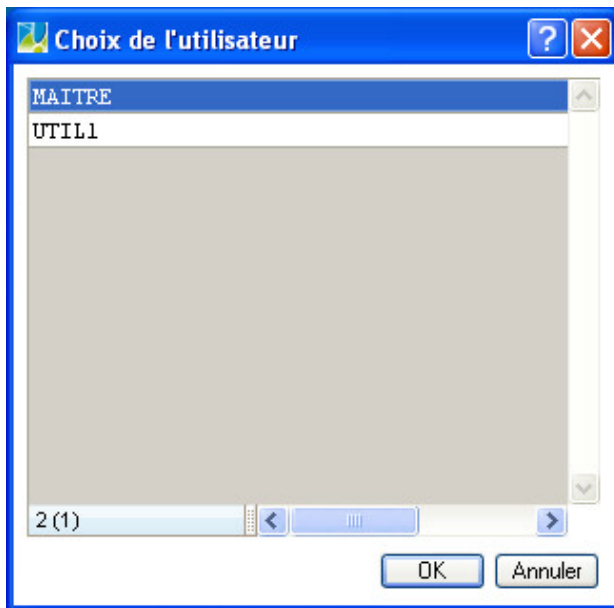 Choix de l'utilisateur
MAITRE
UTIL1
2 (1)
OK Annuler